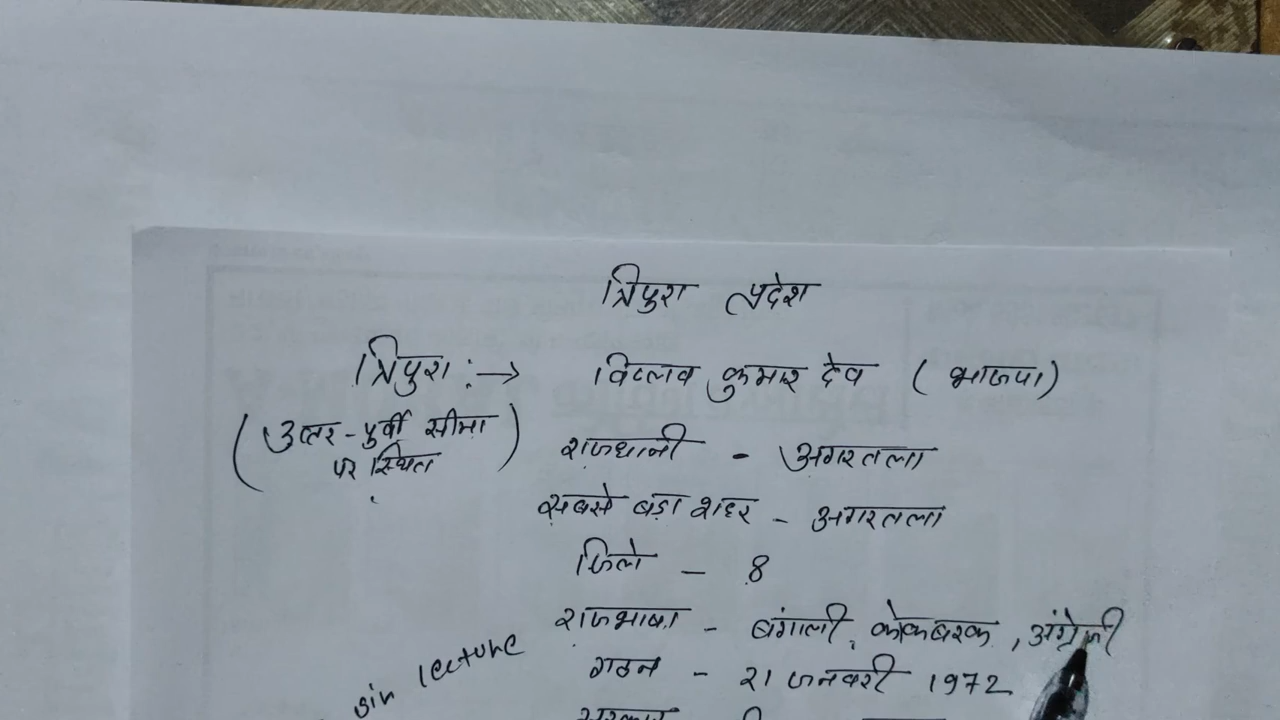 त्रिपुरा प्रदेश
त्रिपुरा :→ विप्लव कुमार देव ( भाजपा )
( उत्तर-पुर्वी सीमा पर स्थित )
राजधानी - अगरतला
सबसे बड़ा शहर - अगरतला
जिले - 8
राजभाषा - बंगाली, कोकबरक, अंग्रेजी
गठन - 21 जनवरी 1972
sin lecture